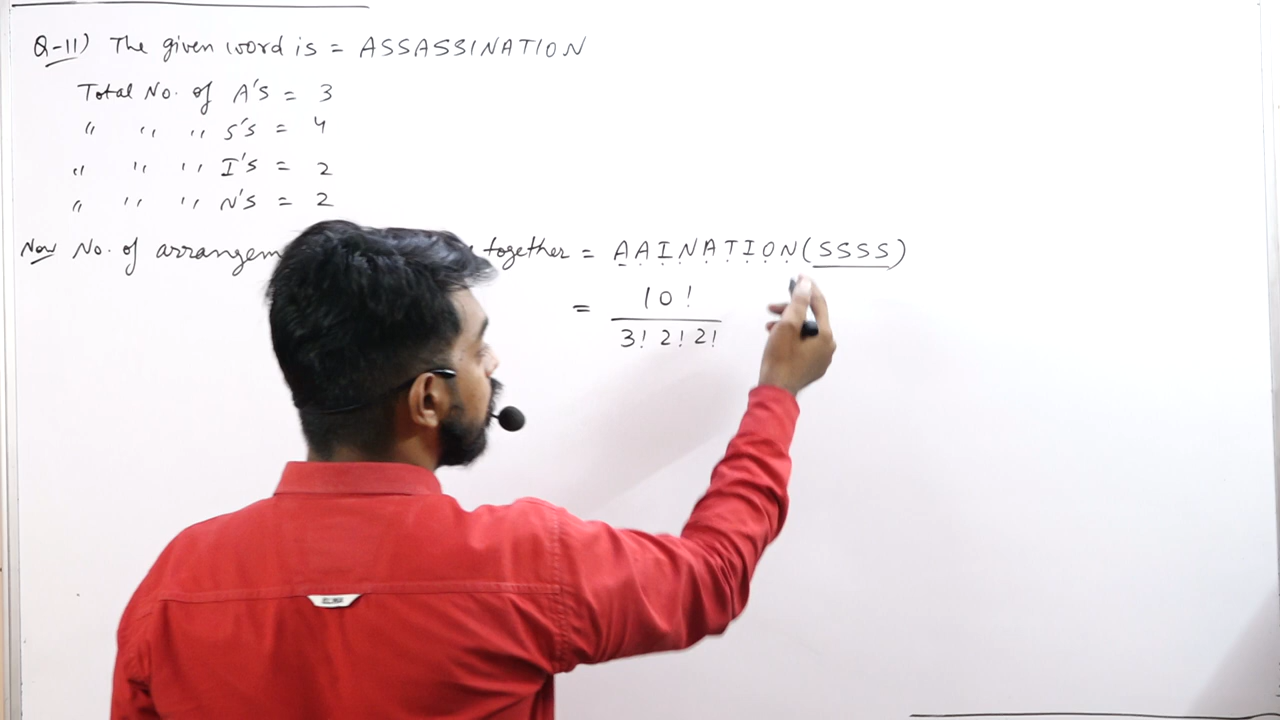 Q-11) The given word is = ASSASSINATION
Total No. of A's = 3
" " " S's = 4
" " " I's = 2
" " " N's = 2
Now No. of arrangem together = AAINATION(SSSS)
= 10!
3! 2! 2!